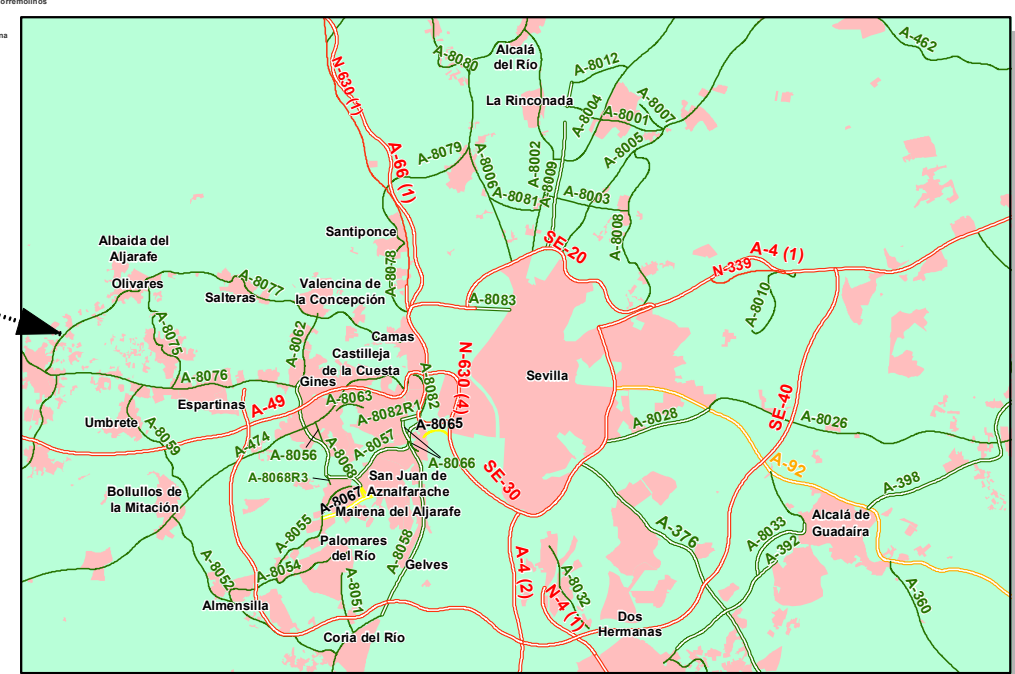 orremolinos
ma
A-8080
Alcalá
del Río
A-8012
A-462
N-630 (1)
La Rinconada
A-8004
A-8007
A-8001
A-8005
A-8079
A-66 (1)
A-8006
A-8002
A-8009
A-8081
A-8003
Santiponce
A-8008
SE-20
Albaida del
Aljarafe
A-4 (1)
N-339
A-8078
Olivares
A-8077
Salteras
Valencina de
la Concepción
A-8083
A-8010
A-8075
A-8062
Camas
Castilleja
de la Cuesta
N-630 (4)
A-8076
Gines
A-8082
Sevilla
Espartinas
A-49
A-8063
A-8082R1
SE-40
Umbrete
A-8059
A-8065
A-8028
A-8026
A-474
A-8056
A-8057
A-8066
A-92
A-8068R3
A-8068
San Juan de
Aznalfarache
SE-30
A-398
Bollullos de
la Mitación
A-8067
Mairena del Aljarafe
Alcalá de
Guadaíra
A-8055
Palomares
del Río
A-8058
A-376
A-8033
A-392
A-8052
A-8054
Gelves
A-4 (2)
A-8032
A-360
Almensilla
A-8051
N-4 (1)
Dos
Hermanas
Coria del Río